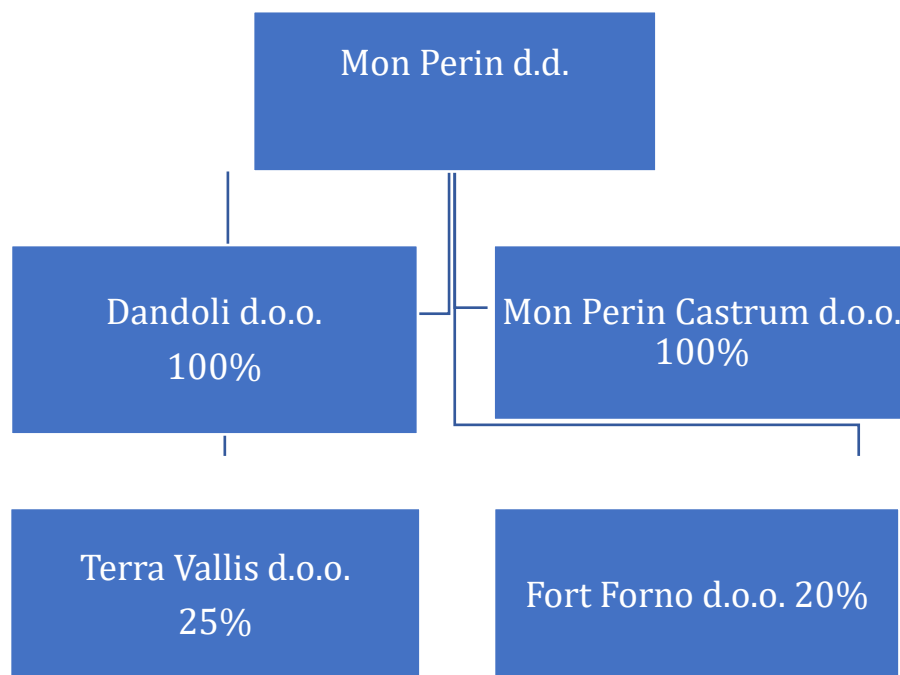 Mon Perin d.d.
Dandoli d.o.o.
100%
Mon Perin Castrum d.o.o.
100%
Terra Vallis d.o.o.
25%
Fort Forno d.o.o. 20%